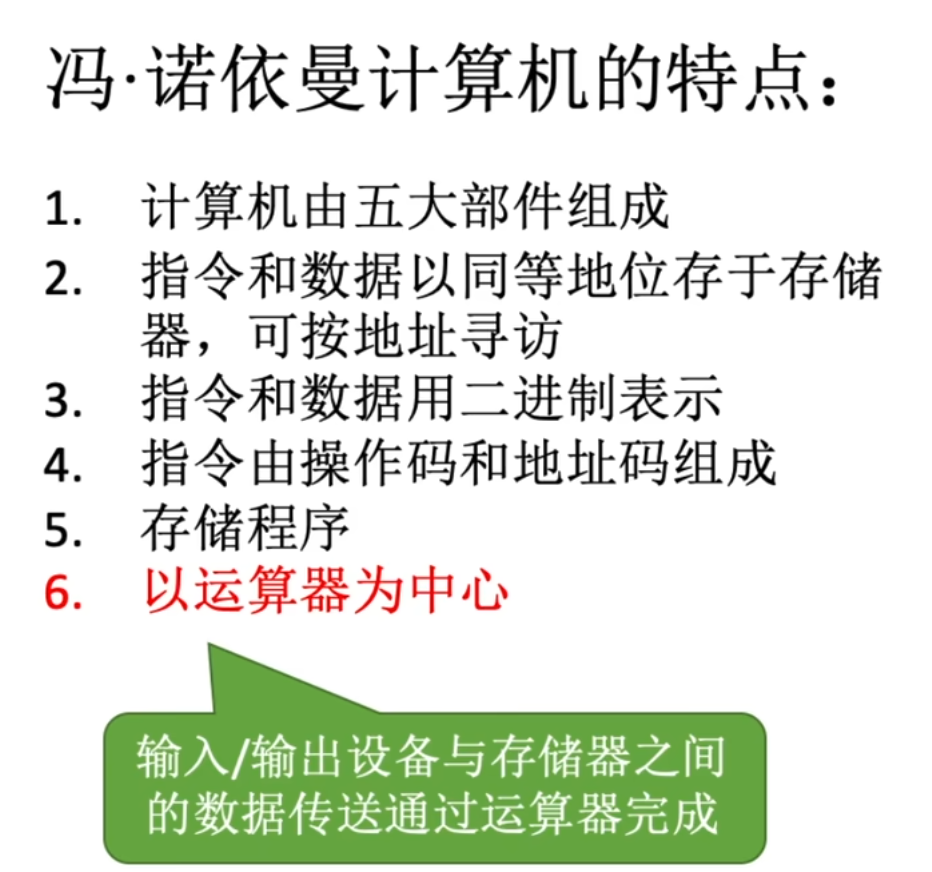 冯·诺依曼计算机的特点：
1. 计算机由五大部件组成
2. 指令和数据以同等地位存于存储
器，可按地址寻访
3. 指令和数据用二进制表示
4. 指令由操作码和地址码组成
5. 存储程序
6. 以运算器为中心
输入/输出设备与存储器之间
的数据传送通过运算器完成